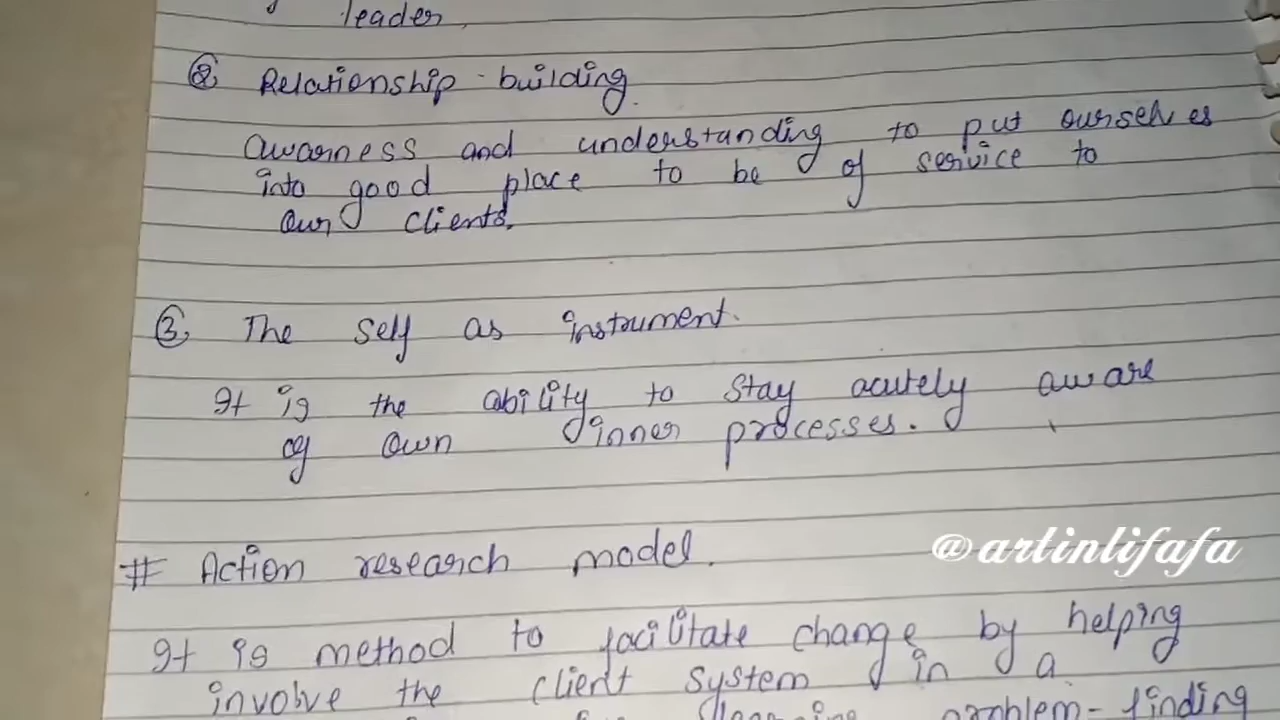 leader
② Relationship-building.
awarness and understanding to put ourselves
into good place to be of service to
our clients.
③ The self as instrument.
It is the ability to stay acutely aware
of own inner processes.
# Action research model.
@artinlifafa
It is method to facilitate change by helping
involve the client system in a
problem-finding